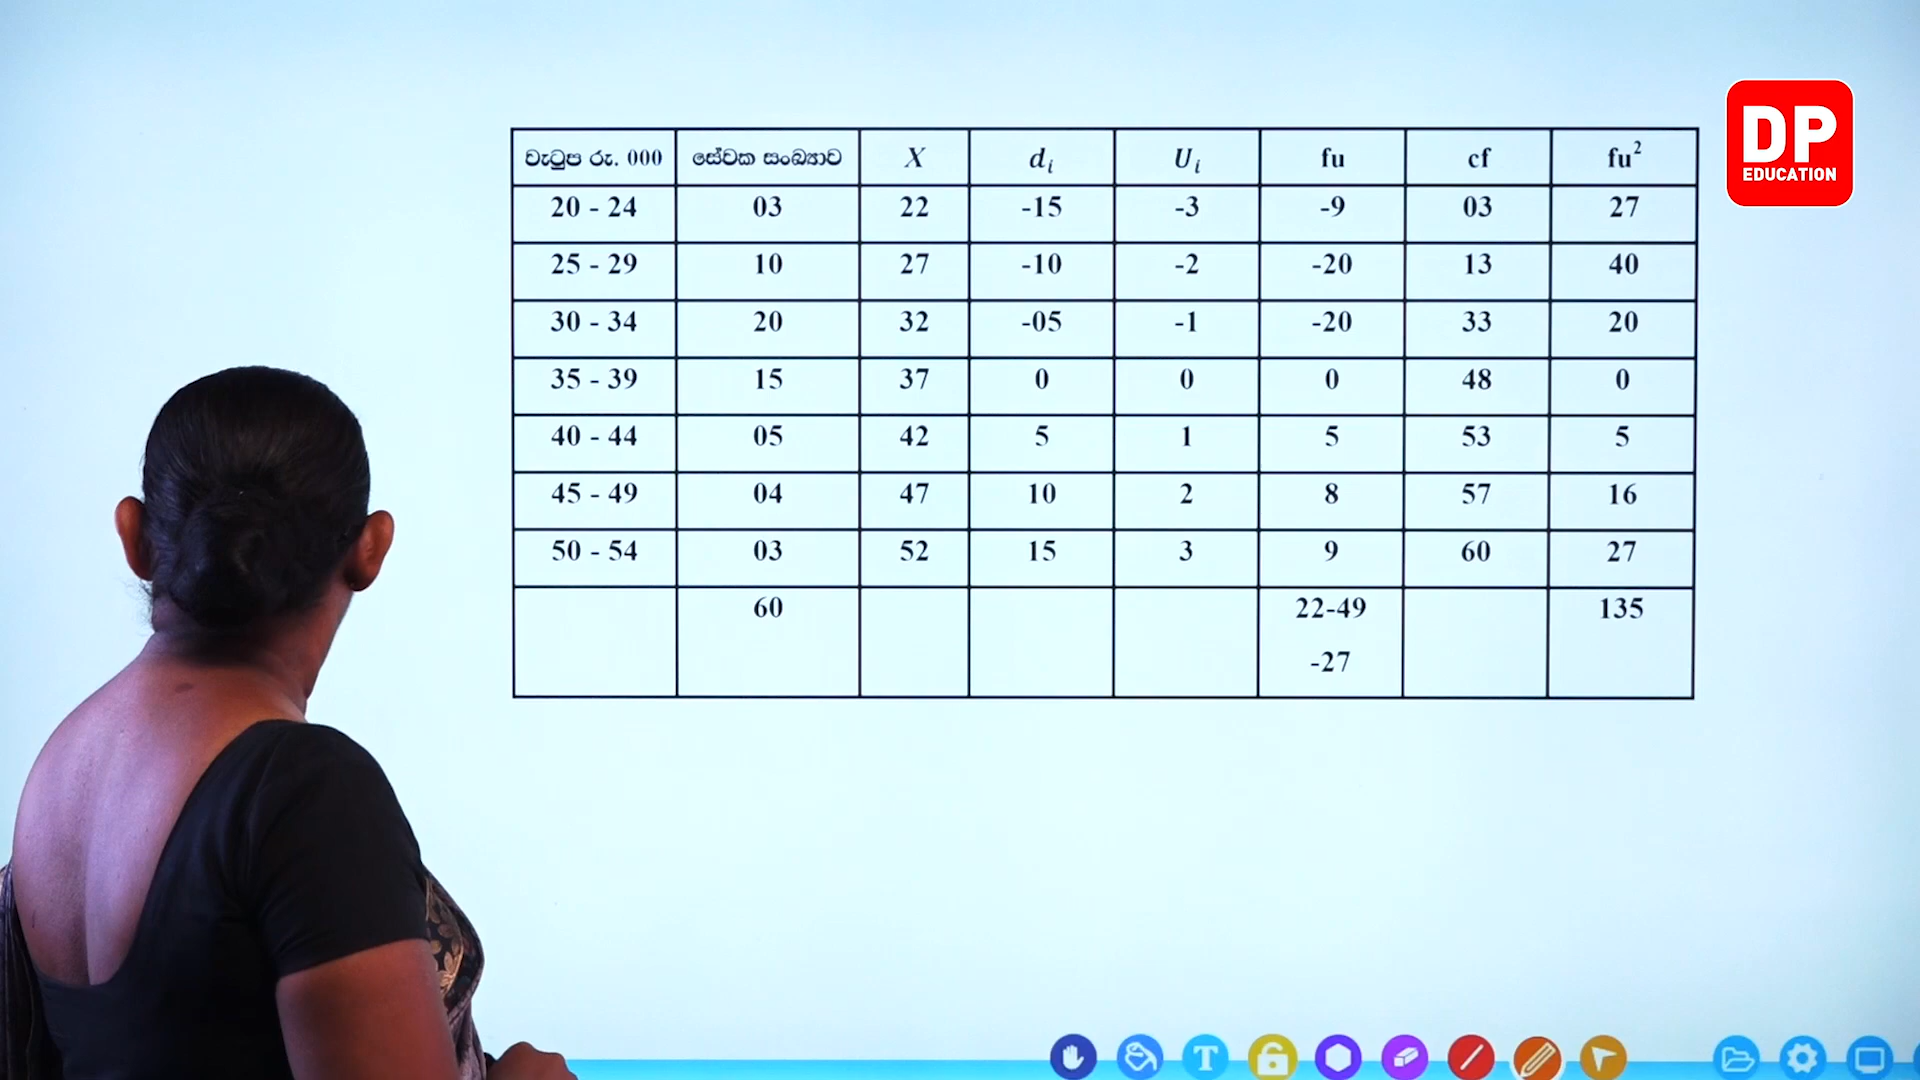 DP
EDUCATION
වැටුප රු. 000 සේවක සංඛ්‍යාව X dᵢ Uᵢ fu cf fu²
20 - 24 03 22 -15 -3 -9 03 27
25 - 29 10 27 -10 -2 -20 13 40
30 - 34 20 32 -05 -1 -20 33 20
35 - 39 15 37 0 0 0 48 0
40 - 44 05 42 5 1 5 53 5
45 - 49 04 47 10 2 8 57 16
50 - 54 03 52 15 3 9 60 27
60 22-49 135
-27
T